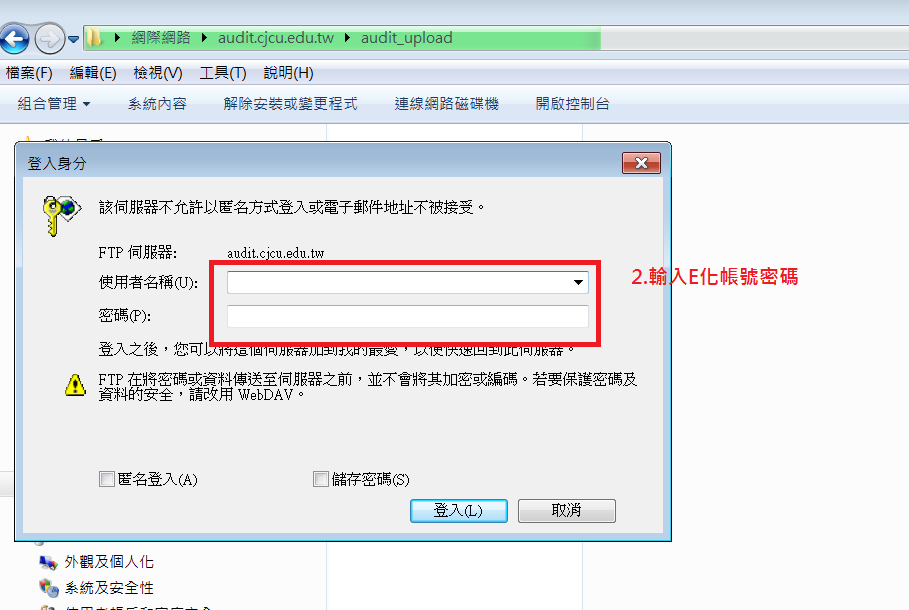 網際網路 audit.cjcu.edu.tw audit_upload
檔案(F) 編輯(E) 檢視(V) 工具(T) 說明(H)
組合管理 系統內容 解除安裝或變更程式 連線網路磁碟機 開啟控制台
登入身分
該伺服器不允許以匿名方式登入或電子郵件地址不被接受。
FTP 伺服器: audit.cjcu.edu.tw
使用者名稱(U):
2.輸入E化帳號密碼
密碼(P):
登入之後，您可以將這個伺服器加到我的最愛，以便快速回到此伺服器。
FTP 在將密碼或資料傳送至伺服器之前，並不會將其加密或編碼。若要保護密碼及
資料的安全，請改用 WebDAV。
匿名登入(A) 儲存密碼(S)
登入(L) 取消
外觀及個人化
系統及安全性